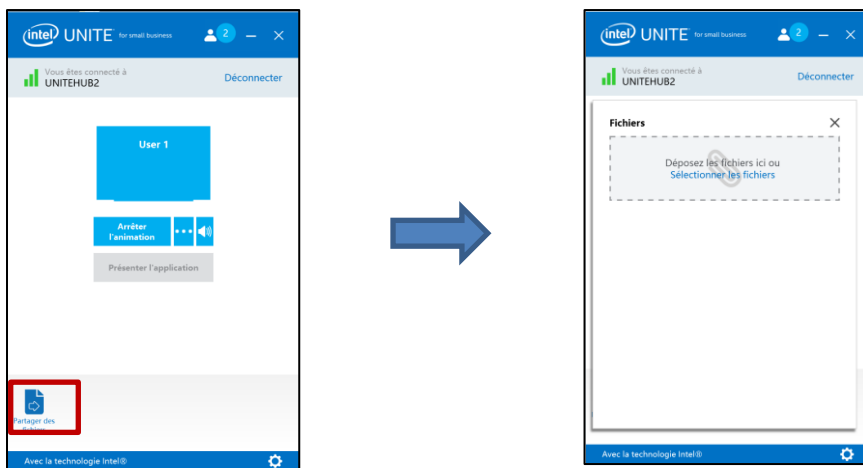 intel UNITE for small business 2
Vous êtes connecté à
UNITEHUB2
Déconnecter
User 1
Arrêter
l'animation
Présenter l'application
Partager des
fichiers
Avec la technologie Intel®
intel UNITE for small business 2
Vous êtes connecté à
UNITEHUB2
Déconnecter
Fichiers
Déposez les fichiers ici ou
Sélectionner les fichiers
Avec la technologie Intel®